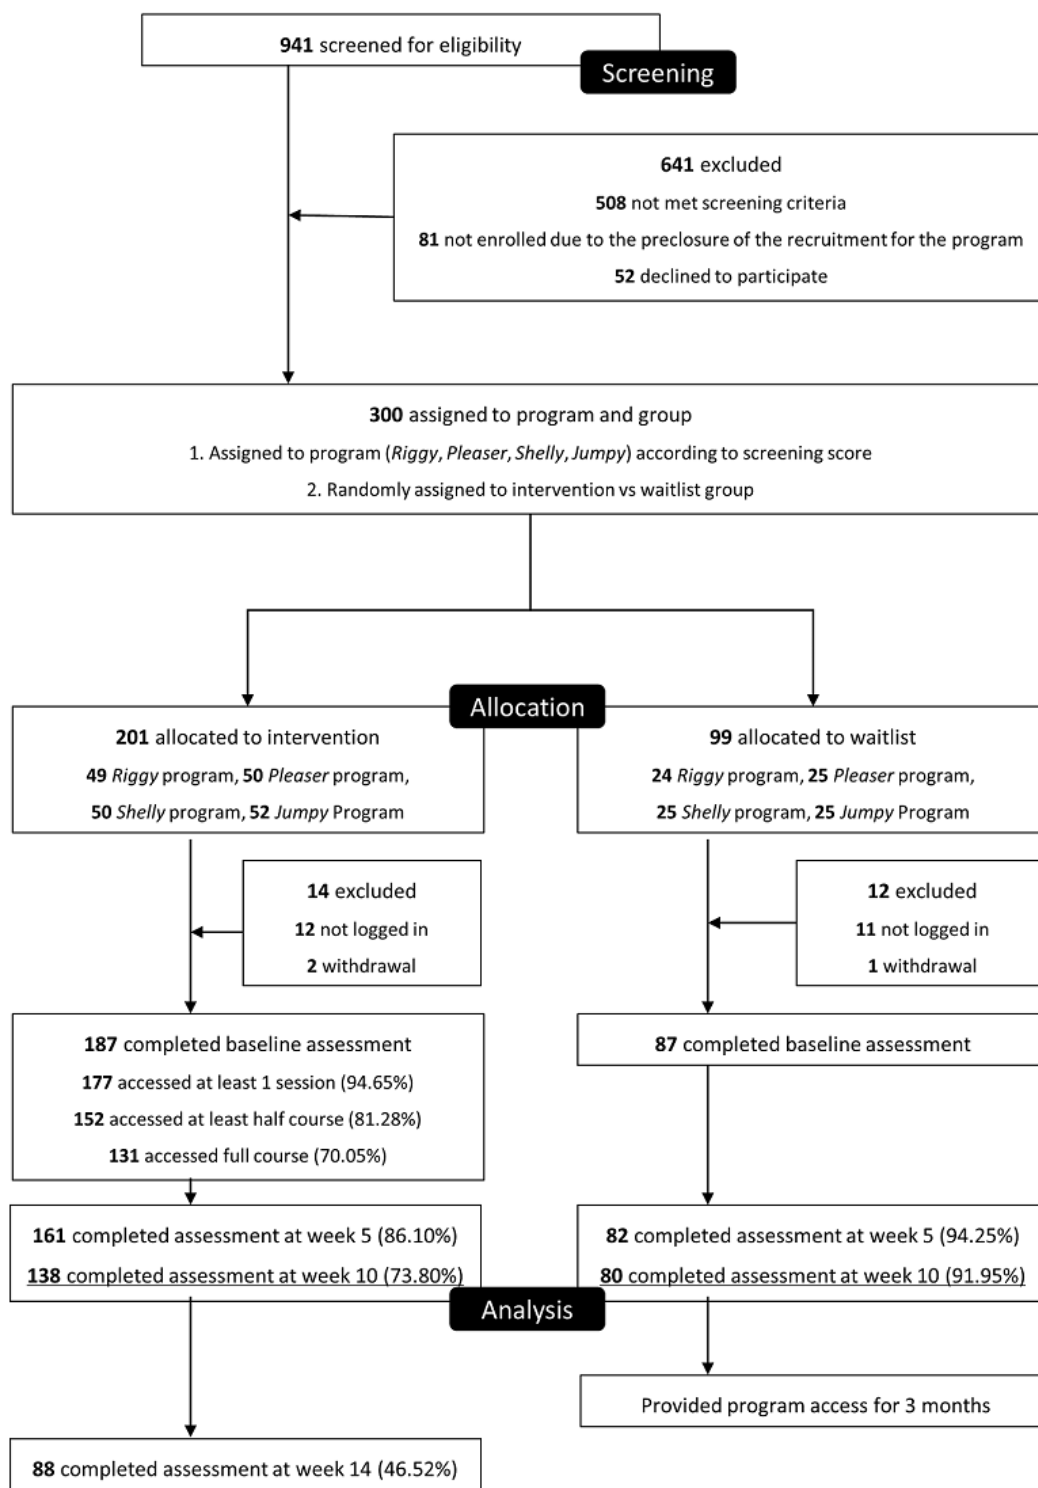 941 screened for eligibility
Screening
641 excluded
508 not met screening criteria
81 not enrolled due to the preclosure of the recruitment for the program
52 declined to participate
300 assigned to program and group
1. Assigned to program (Riggy, Pleaser, Shelly, Jumpy) according to screening score
2. Randomly assigned to intervention vs waitlist group
Allocation
201 allocated to intervention
49 Riggy program, 50 Pleaser program,
50 Shelly program, 52 Jumpy Program
99 allocated to waitlist
24 Riggy program, 25 Pleaser program,
25 Shelly program, 25 Jumpy Program
14 excluded
12 not logged in
2 withdrawal
12 excluded
11 not logged in
1 withdrawal
187 completed baseline assessment
177 accessed at least 1 session (94.65%)
152 accessed at least half course (81.28%)
131 accessed full course (70.05%)
87 completed baseline assessment
161 completed assessment at week 5 (86.10%)
138 completed assessment at week 10 (73.80%)
82 completed assessment at week 5 (94.25%)
80 completed assessment at week 10 (91.95%)
Analysis
Provided program access for 3 months
88 completed assessment at week 14 (46.52%)